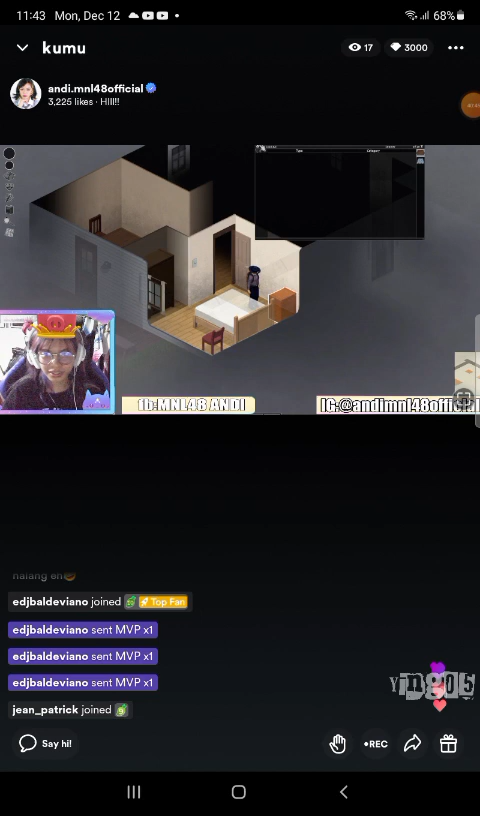 11:43 Mon, Dec 12
68%
kumu
17
3000
andi.mnl48official
3,225 likes · HIII!!
Type
Category
fb:MNL48 ANDI
IG:@andimnl48official
edjbaldeviano joined Top Fan
edjbaldeviano sent MVP x1
edjbaldeviano sent MVP x1
edjbaldeviano sent MVP x1
jean_patrick joined
Say hi!
•REC